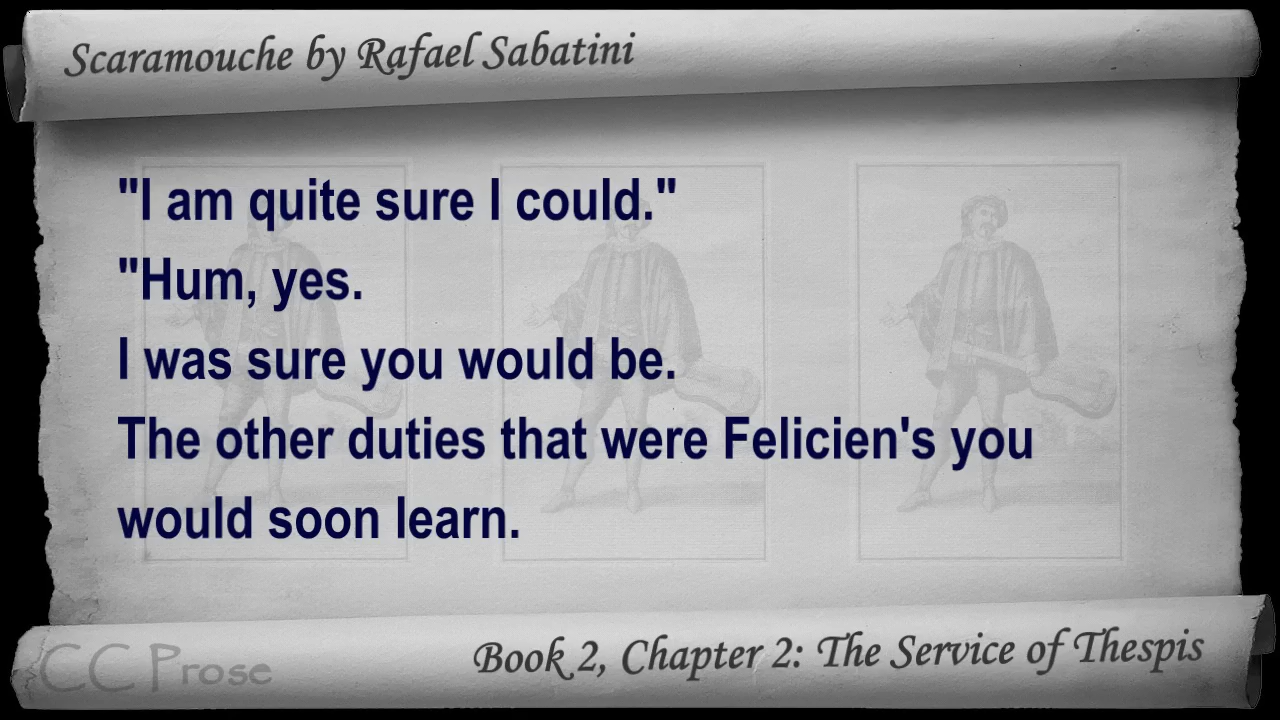 Scaramouche by Rafael Sabatini
"I am quite sure I could."
"Hum, yes.
I was sure you would be.
The other duties that were Felicien's you
would soon learn.
CC Prose
Book 2, Chapter 2: The Service of Thespis